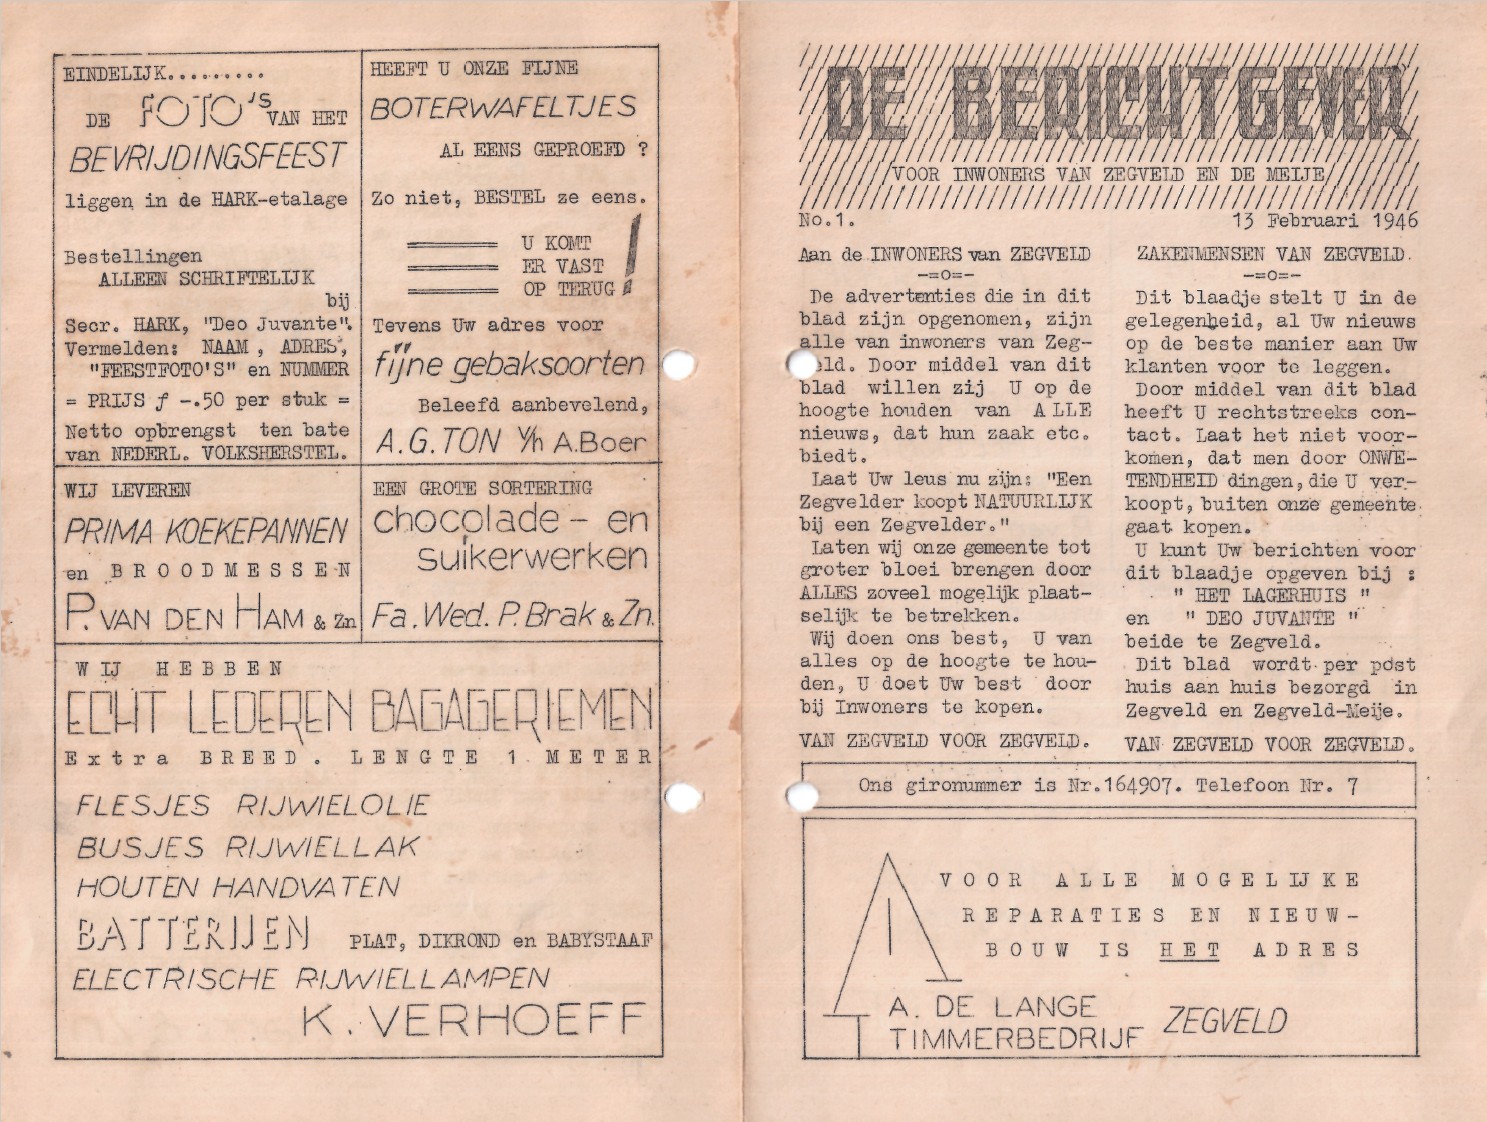 EINDELIJK.........
DE FOTO'S VAN HET
BEVRIJDINGSFEEST
liggen in de HARK-etalage
Bestellingen
ALLEEN SCHRIFTELIJK
bij
Secr. HARK, "Deo Juvante".
Vermelden: NAAM, ADRES,
"FEESTFOTO'S" en NUMMER
= PRIJS ƒ -.50 per stuk =
Netto opbrengst ten bate
van NEDERL. VOLKSHERSTEL.
HEEFT U ONZE FIJNE
BOTERWAFELTJES
AL EENS GEPROEFD ?
Zo niet, BESTEL ze eens.
U KOMT
ER VAST
OP TERUG !
Tevens Uw adres voor
fijne gebaksoorten
Beleefd aanbevelend,
A.G. TON v/h A. Boer
WIJ LEVEREN
PRIMA KOEKEPANNEN
en BROODMESSEN
P. VAN DEN HAM & Zn
EEN GROTE SORTERING
chocolade- en
suikerwerken
Fa. Wed. P. Brak & Zn.
WIJ HEBBEN
ECHT LEDEREN BAGAGERIEMEN
Extra BREED. LENGTE 1 METER
FLESJES RIJWIELOLIE
BUSJES RIJWIELLAK
HOUTEN HANDVATEN
BATTERIJEN PLAT, DIKROND en BABYSTAAF
ELECTRISCHE RIJWIELLAMPEN
K. VERHOEFF
DE BERICHTGEVER
VOOR INWONERS VAN ZEGVELD EN DE MEIJE
No.1. 13 Februari 1946
Aan de INWONERS van ZEGVELD
-=o=-
De advertenties die in dit
blad zijn opgenomen, zijn
alle van inwoners van Zeg-
eld. Door middel van dit
blad willen zij U op de
hoogte houden van ALLE
nieuws, dat hun zaak etc.
biedt.
Laat Uw leus nu zijn: "Een
Zegvelder koopt NATUURLIJK
bij een Zegvelder."
Laten wij onze gemeente tot
groter bloei brengen door
ALLES zoveel mogelijk plaat-
selijk te betrekken.
Wij doen ons best, U van
alles op de hoogte te hou-
den, U doet Uw best door
bij Inwoners te kopen.
VAN ZEGVELD VOOR ZEGVELD.
ZAKENMENSEN VAN ZEGVELD.
-=o=-
Dit blaadje stelt U in de
gelegenheid, al Uw nieuws
op de beste manier aan Uw
klanten voor te leggen.
Door middel van dit blad
heeft U rechtstreeks con-
tact. Laat het niet voor-
komen, dat men door ONWE-
TENDHEID dingen, die U ver-
koopt, buiten onze gemeente
gaat kopen.
U kunt Uw berichten voor
dit blaadje opgeven bij :
" HET LAGERHUIS "
en " DEO JUVANTE "
beide te Zegveld.
Dit blad wordt per post
huis aan huis bezorgd in
Zegveld en Zegveld-Meije.
VAN ZEGVELD VOOR ZEGVELD.
Ons gironummer is Nr.164907. Telefoon Nr. 7
VOOR ALLE MOGELIJKE
REPARATIES EN NIEUW-
BOUW IS HET ADRES
A. DE LANGE
TIMMERBEDRIJF ZEGVELD